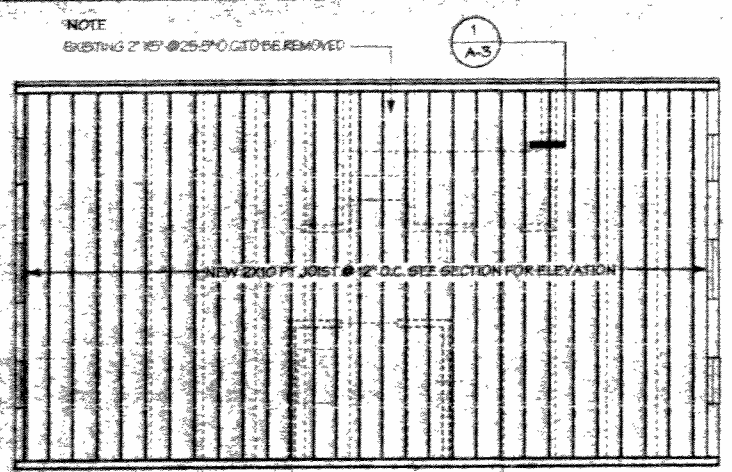 NOTE
EXISTING 2" X5" @25.5" O.C. TO BE REMOVED
1
A-3
NEW 2X10 PT JOIST @ 12" O.C. SEE SECTION FOR ELEVATION